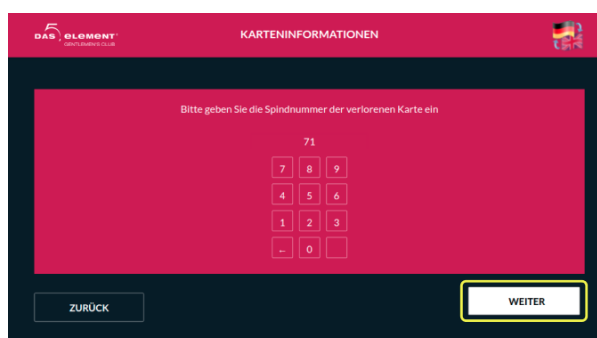 DAS 5 ELEMENT
GENTLEMEN'S CLUB
KARTENINFORMATIONEN
Bitte geben Sie die Spindnummer der verlorenen Karte ein
71
7 8 9
4 5 6
1 2 3
← 0
ZURÜCK
WEITER